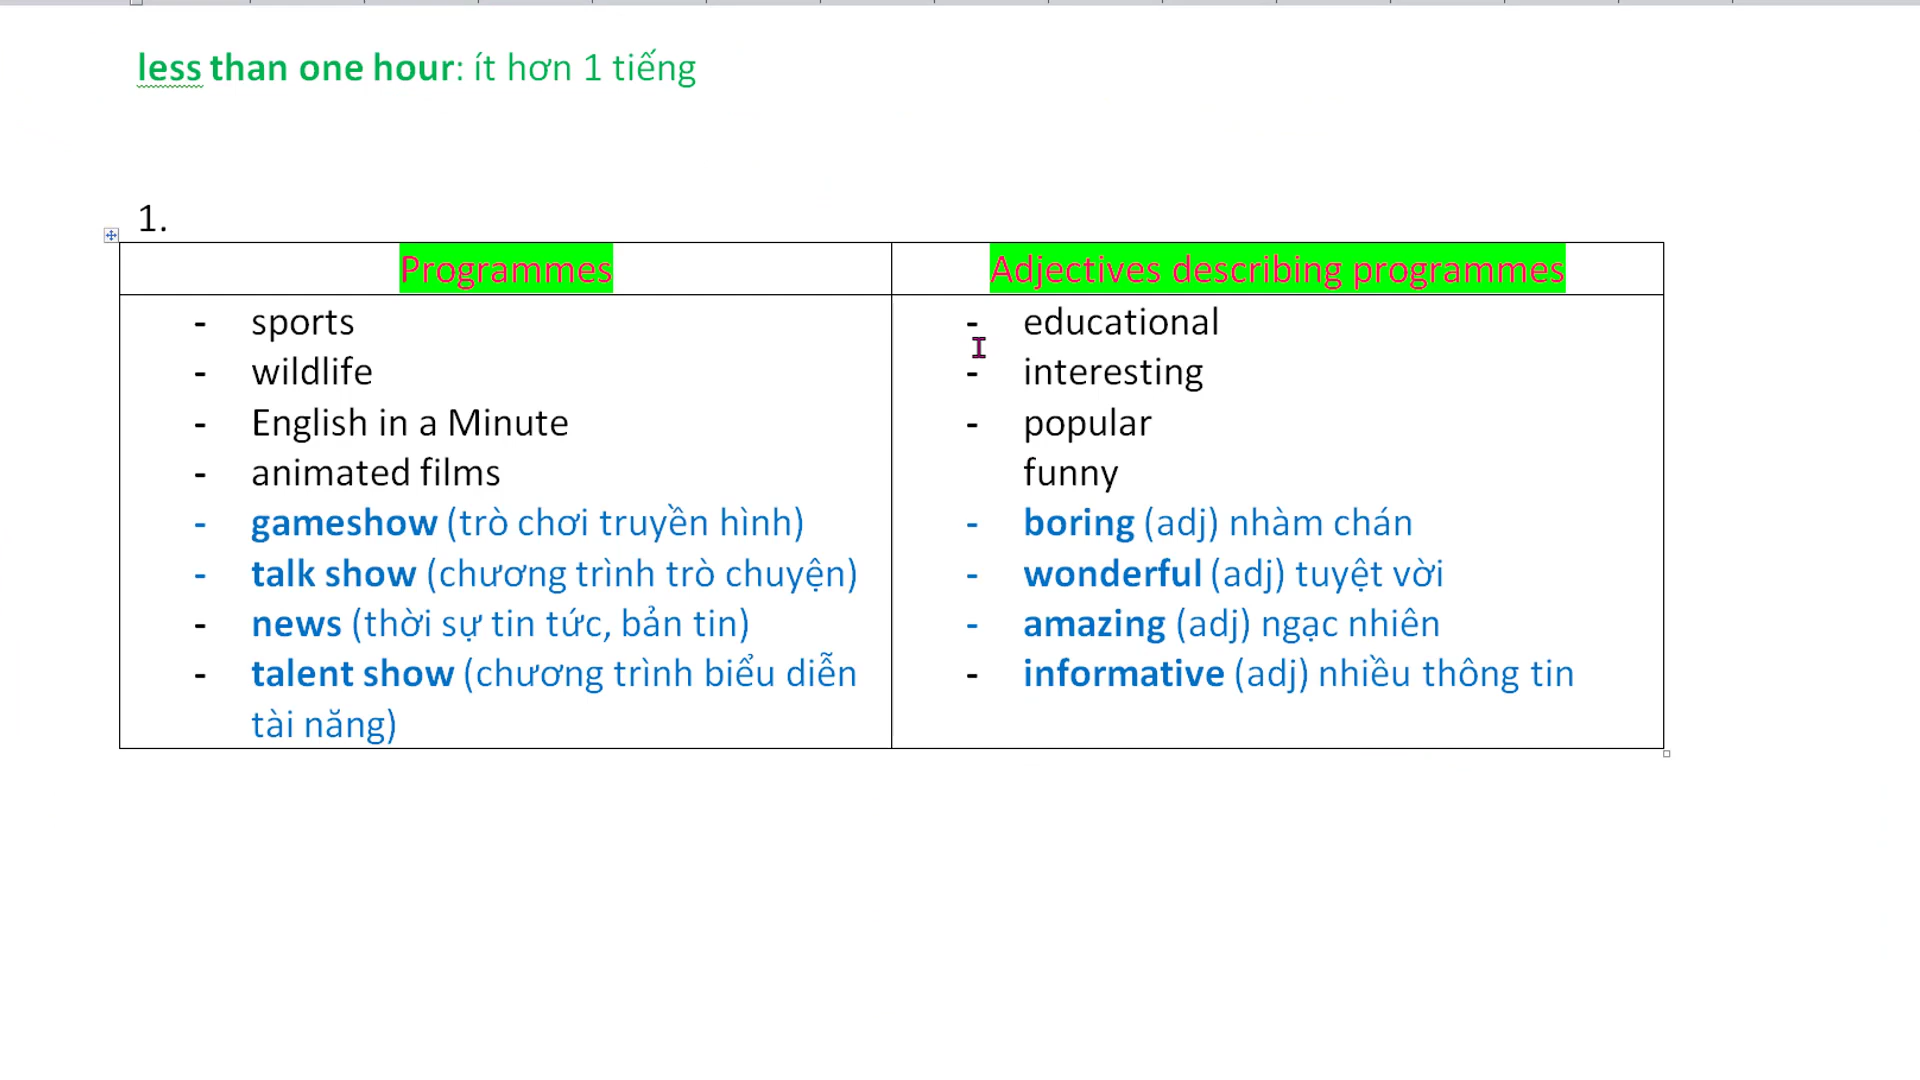 less than one hour: ít hơn 1 tiếng
1.
Programmes
Adjectives describing programmes
- sports
- wildlife
- English in a Minute
- animated films
- gameshow (trò chơi truyền hình)
- talk show (chương trình trò chuyện)
- news (thời sự tin tức, bản tin)
- talent show (chương trình biểu diễn
tài năng)
- educational
- interesting
- popular
funny
- boring (adj) nhàm chán
- wonderful (adj) tuyệt vời
- amazing (adj) ngạc nhiên
- informative (adj) nhiều thông tin